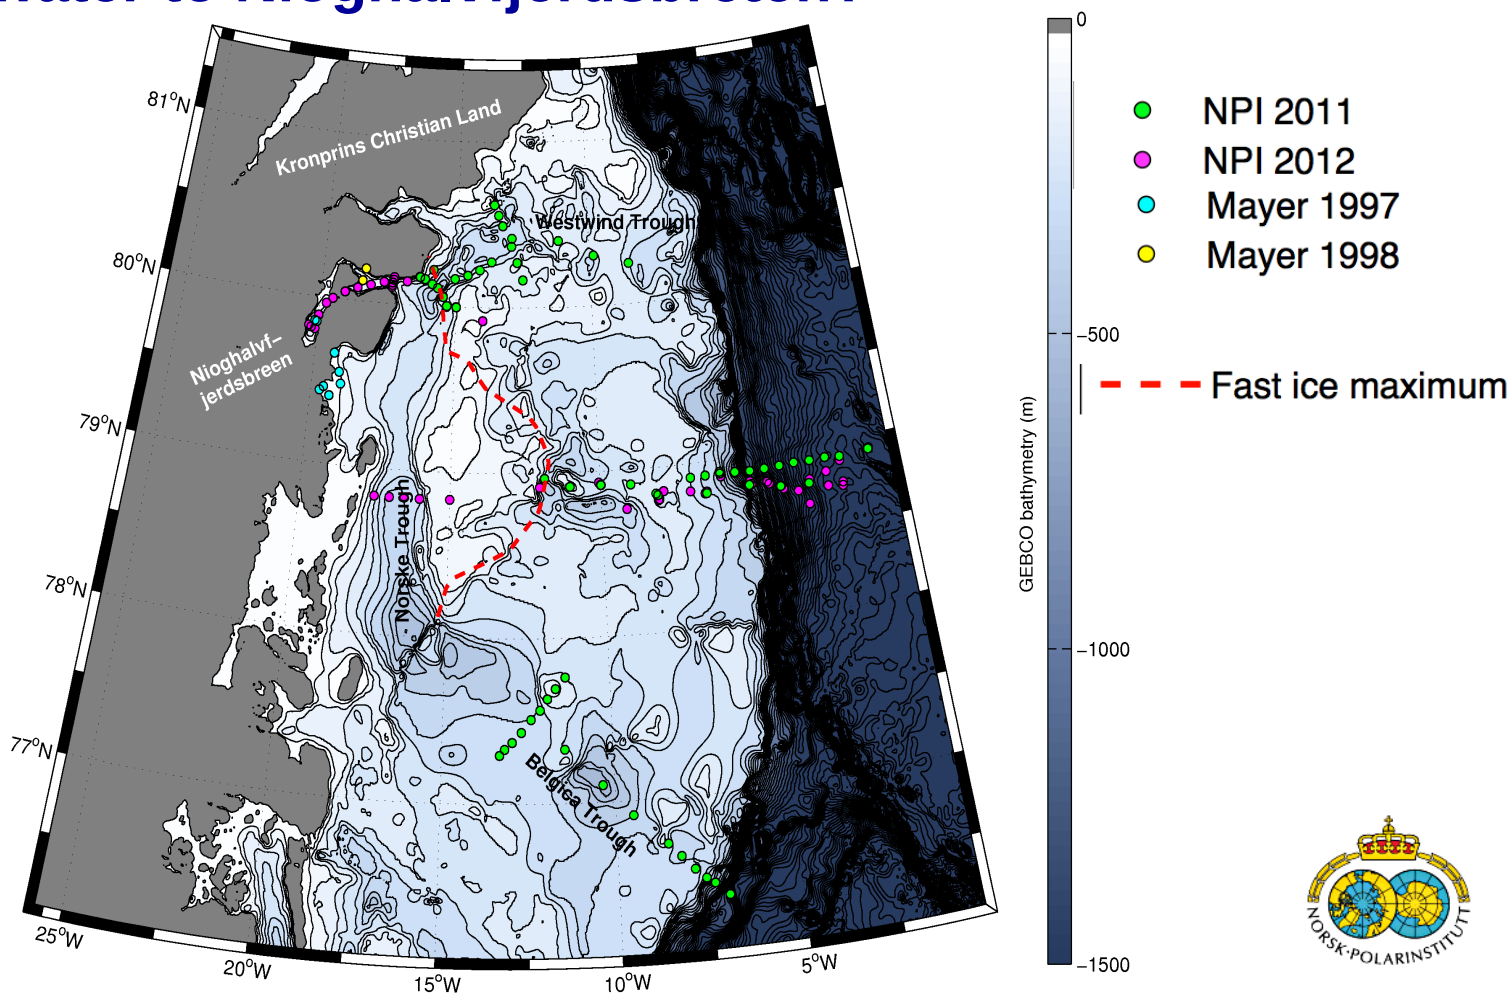 81°N
80°N
79°N
78°N
77°N
25°W
20°W
15°W
10°W
5°W
Kronprins Christian Land
Westwind Trough
Nioghalvf-
jerdsbreen
Norske Trough
Belgica Trough
0
-500
-1000
-1500
GEBCO bathymetry (m)
NPI 2011
NPI 2012
Mayer 1997
Mayer 1998
Fast ice maximum
NORSK-POLARINSTITUTT